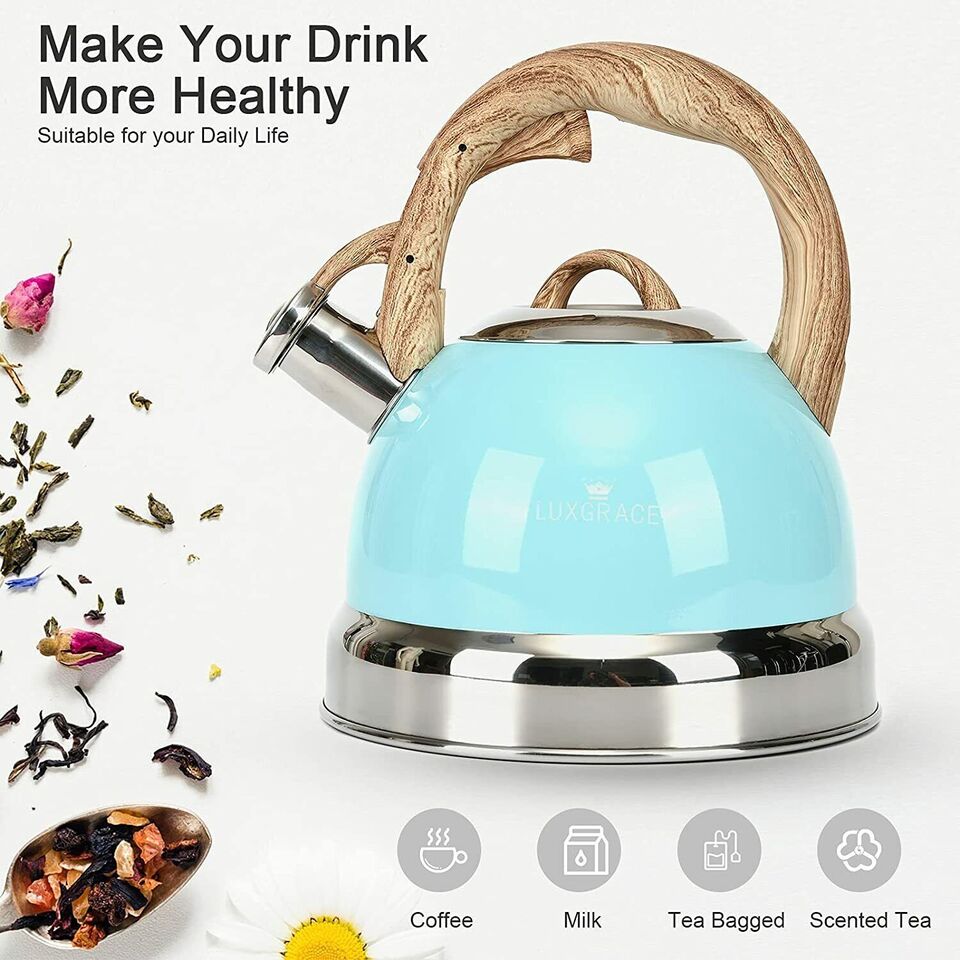 Make Your Drink
More Healthy
Suitable for your Daily Life
LUXGRACE
Coffee
Milk
Tea Bagged
Scented Tea